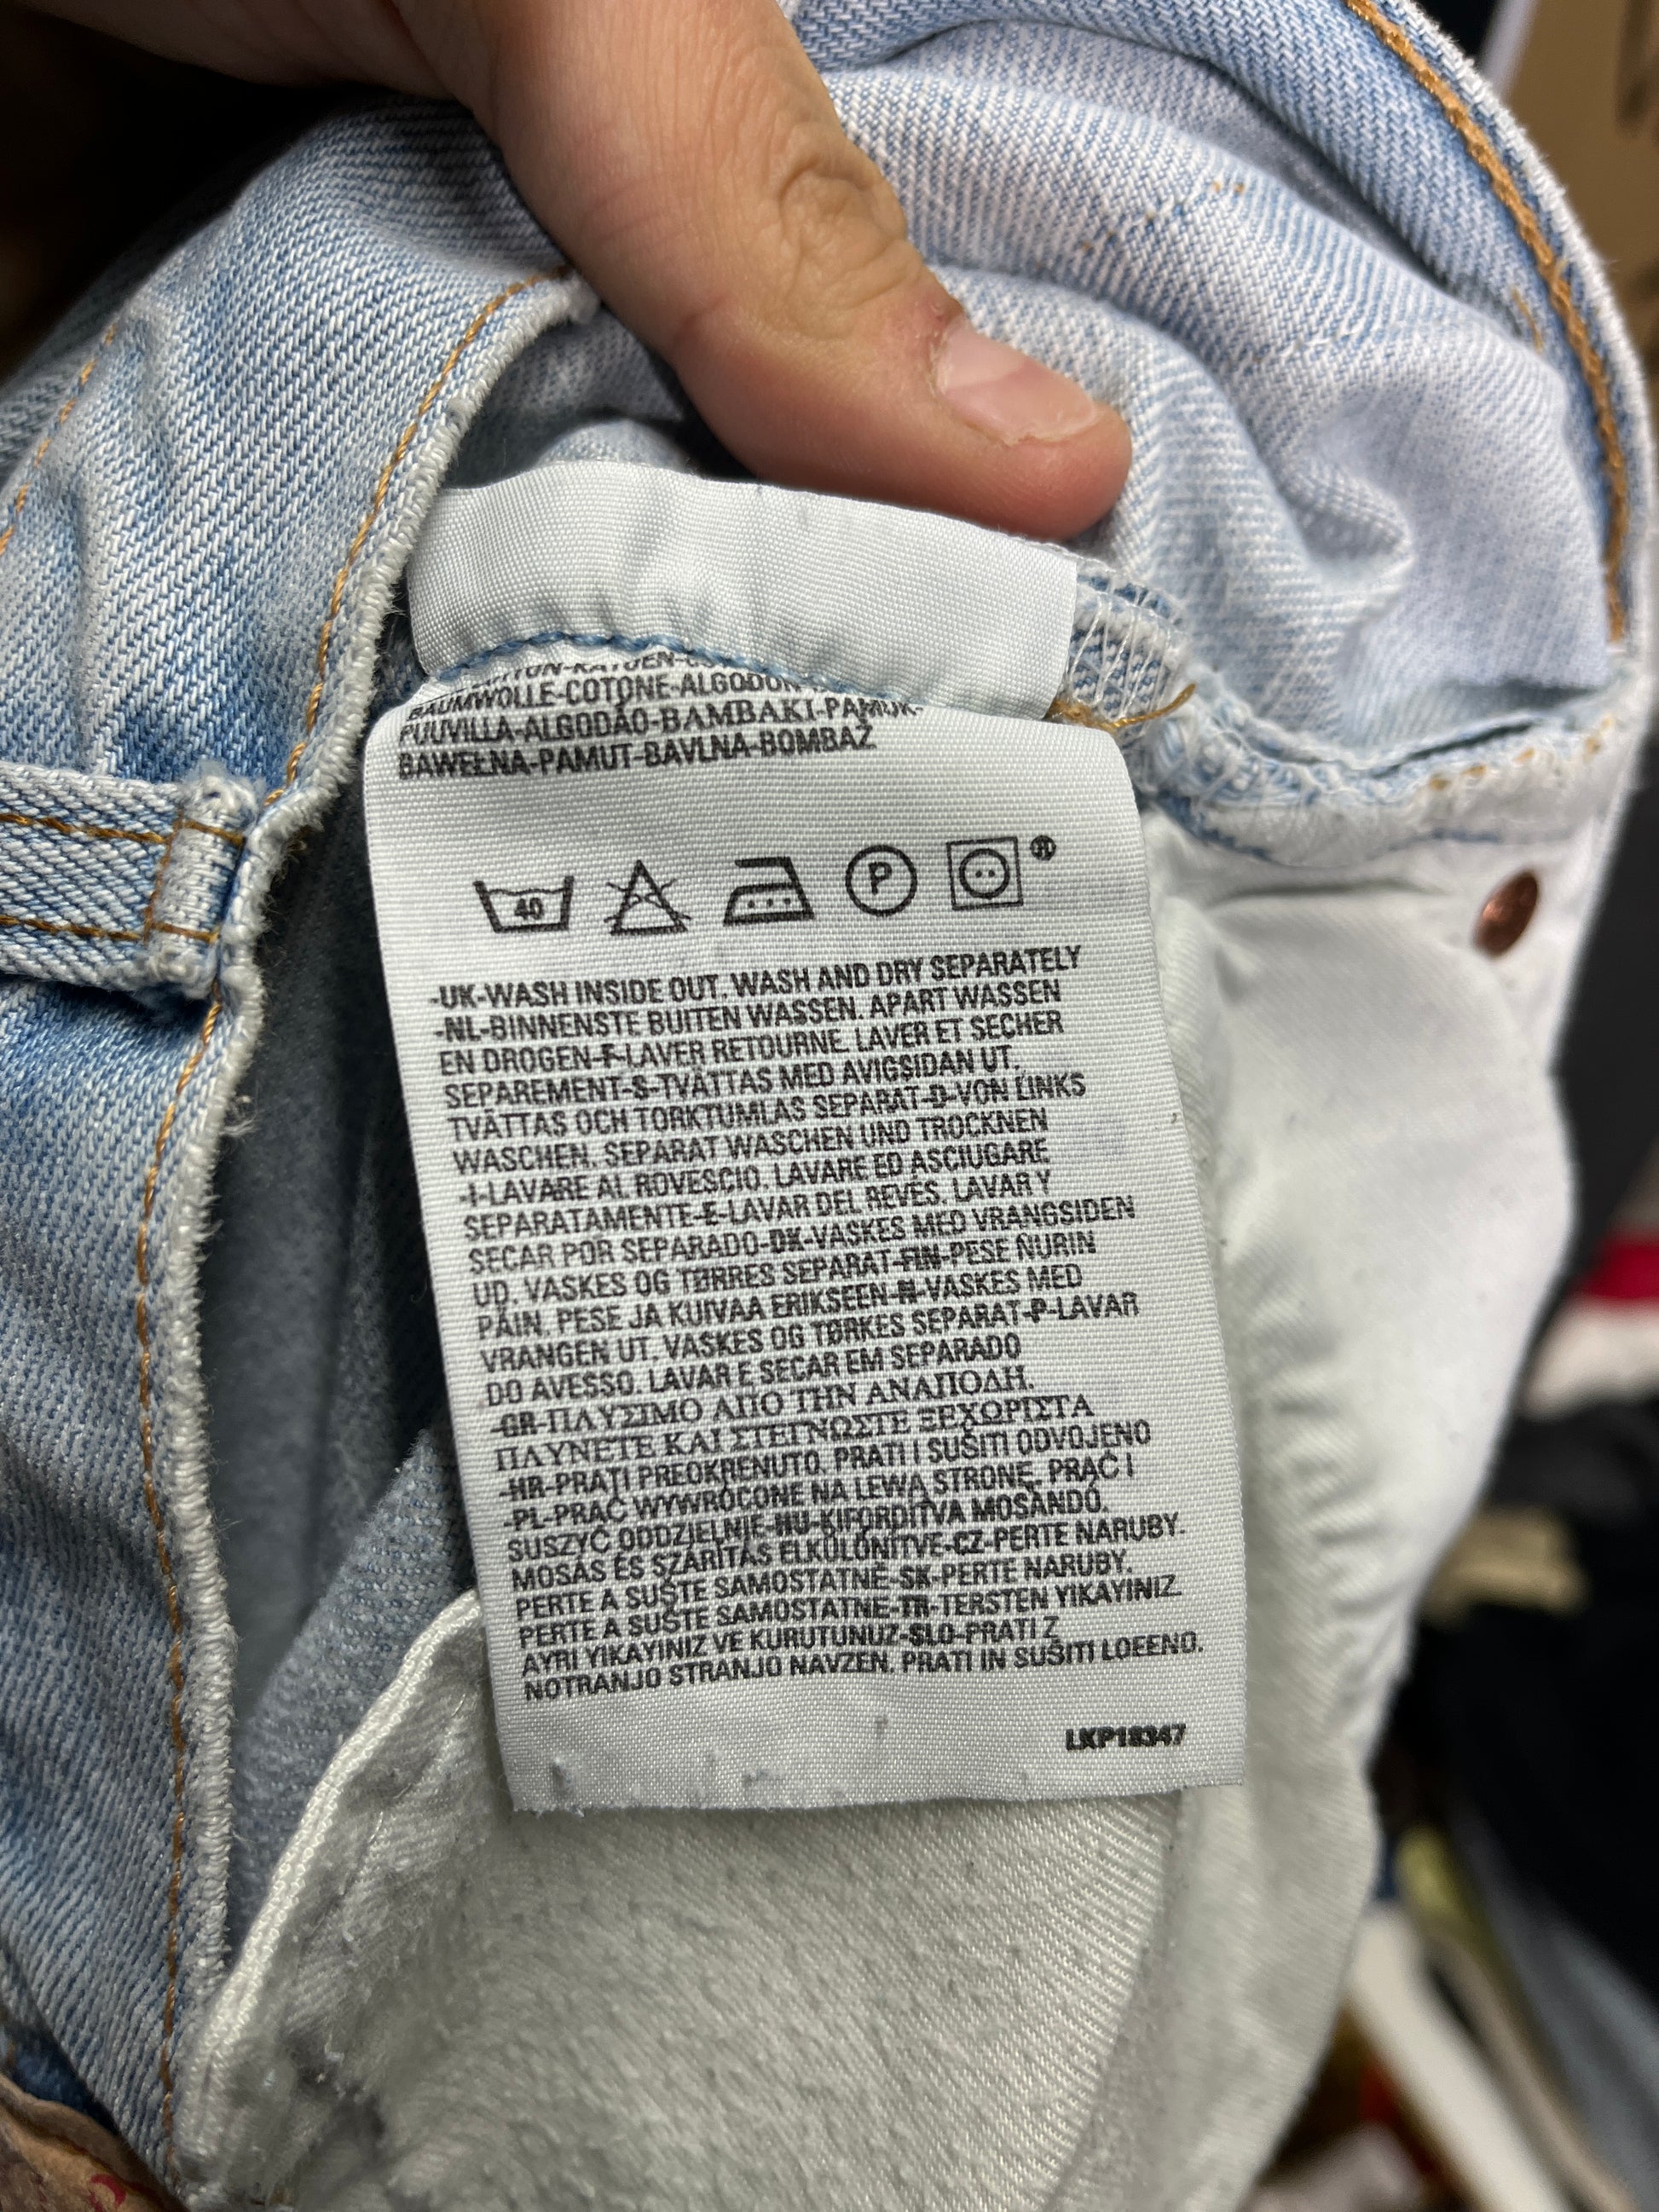 BAUMWOLLE-COTONE-ALGODON
PUUVILLA-ALGODÃO-BAMBAKI-PAMUK-
BAWEŁNA-PAMUT-BAVLNA-BOMBAŽ
40 P ®
-UK-WASH INSIDE OUT. WASH AND DRY SEPARATELY
-NL-BINNENSTE BUITEN WASSEN. APART WASSEN
EN DROGEN-F-LAVER RETOURNE. LAVER ET SECHER
SEPAREMENT-S-TVÄTTAS MED AVIGSIDAN UT.
TVÄTTAS OCH TORKTUMLAS SEPARAT-D-VON LINKS
WASCHEN. SEPARAT WASCHEN UND TROCKNEN
-I-LAVARE AL ROVESCIO. LAVARE ED ASCIUGARE
SEPARATAMENTE-E-LAVAR DEL REVÉS. LAVAR Y
SECAR POR SEPARADO-DK-VASKES MED VRANGSIDEN
UD. VASKES OG TØRRES SEPARAT-FIN-PESE NURIN
PÄIN. PESE JA KUIVAA ERIKSEEN-N-VASKES MED
VRANGEN UT. VASKES OG TØRKES SEPARAT-P-LAVAR
DO AVESSO. LAVAR E SECAR EM SEPARADO
-GR-ΠΛΥΣΙΜΟ ΑΠΟ ΤΗΝ ΑΝΑΠΟΔΗ.
ΠΛΥΝΕΤΕ ΚΑΙ ΣΤΕΓΝΩΣΤΕ ΞΕΧΩΡΙΣΤΑ
-HR-PRATI PREOKRENUTO. PRATI I SUŠITI ODVOJENO
-PL-PRAĆ WYWRÓCONE NA LEWĄ STRONĘ. PRAĆ I
SUSZYĆ ODDZIELNIE-HU-KIFORDÍTVA MOSANDÓ.
MOSÁS ÉS SZÁRÍTÁS ELKÜLÖNÍTVE-CZ-PERTE NARUBY.
PERTE A SUŠTE SAMOSTATNĚ-SK-PERTE NARUBY.
PERTE A SUŠTE SAMOSTATNE-TR-TERSTEN YIKAYINIZ.
AYRI YIKAYINIZ VE KURUTUNUZ-SLO-PRATI Z
NOTRANJO STRANJO NAVZEN. PRATI IN SUŠITI LOEENO.
LKP18347